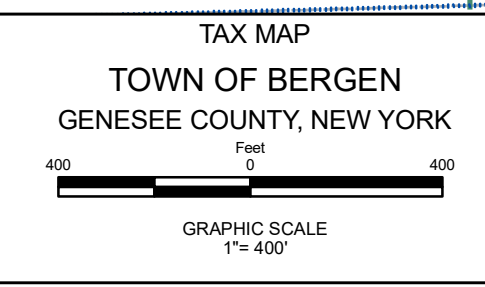 TAX MAP
TOWN OF BERGEN
GENESEE COUNTY, NEW YORK
Feet
400 0 400
GRAPHIC SCALE
1"= 400'